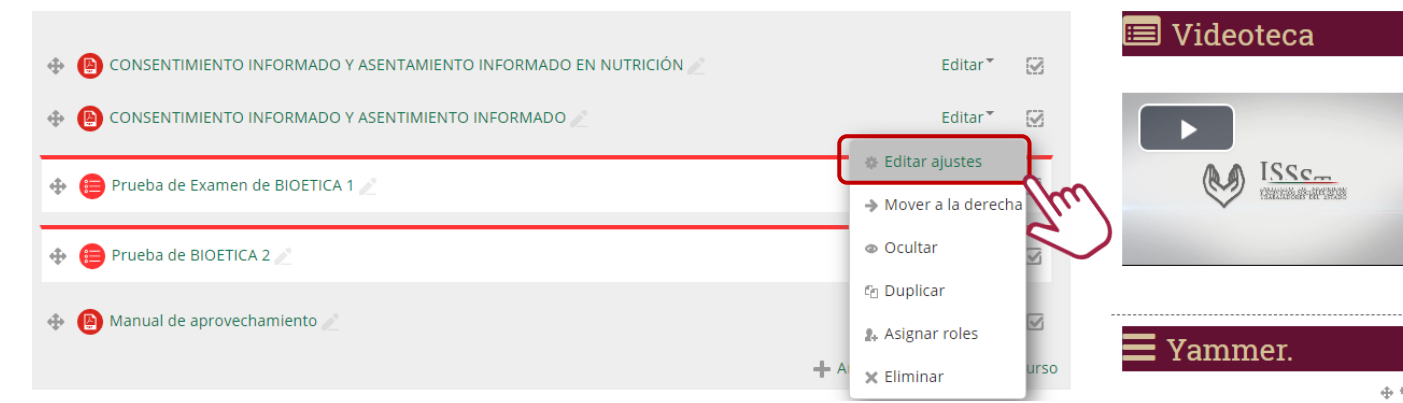 CONSENTIMIENTO INFORMADO Y ASENTAMIENTO INFORMADO EN NUTRICIÓN
Editar
CONSENTIMIENTO INFORMADO Y ASENTIMIENTO INFORMADO
Editar
Editar ajustes
Prueba de Examen de BIOETICA 1
Mover a la derecha
Ocultar
Prueba de BIOETICA 2
Duplicar
Manual de aprovechamiento
Asignar roles
Eliminar
Videoteca
Yammer.